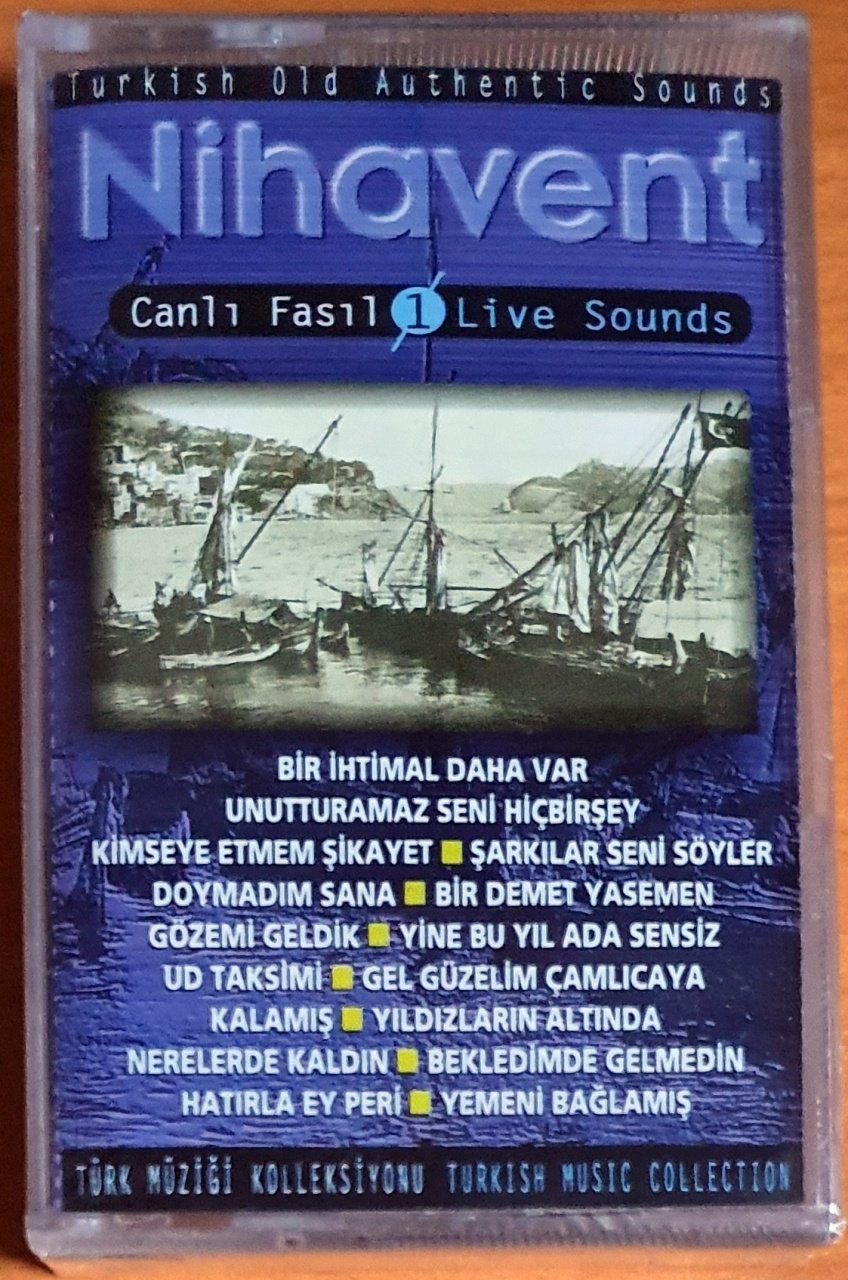 Turkish Old Authentic Sounds
Nihavent
Canlı Fasıl 1 Live Sounds
BİR İHTİMAL DAHA VAR
UNUTTURAMAZ SENİ HİÇBİRŞEY
KİMSEYE ETMEM ŞİKAYET ■ ŞARKILAR SENİ SÖYLER
DOYMADIM SANA ■ BİR DEMET YASEMEN
GÖZEMİ GELDİK ■ YİNE BU YIL ADA SENSİZ
UD TAKSİMİ ■ GEL GÜZELİM ÇAMLICAYA
KALAMIŞ ■ YILDIZLARIN ALTINDA
NERELERDE KALDIN ■ BEKLEDİMDE GELMEDİN
HATIRLA EY PERİ ■ YEMENİ BAĞLAMIŞ
TÜRK MÜZİĞİ KOLLEKSİYONU TURKISH MUSIC COLLECTION